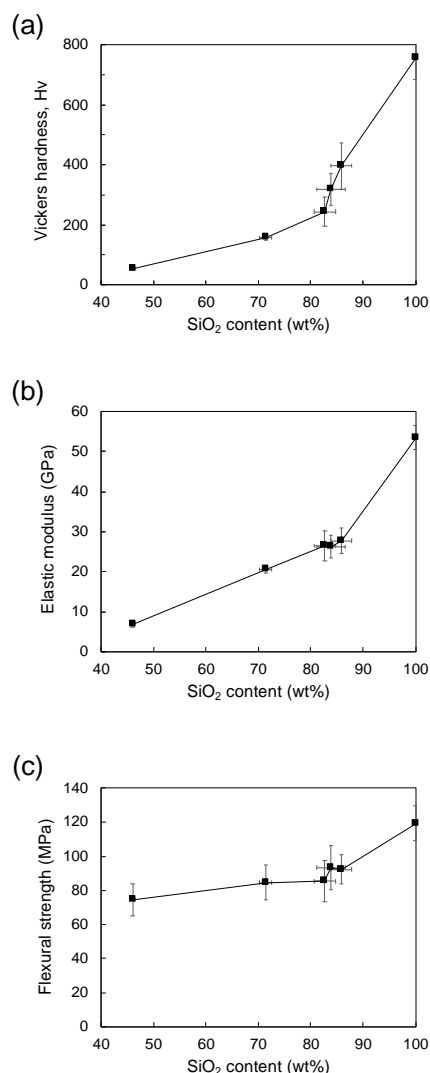 (a)
Vickers hardness, Hv
800
600
400
200
0
40 50 60 70 80 90 100
SiO₂ content (wt%)
(b)
Elastic modulus (GPa)
60
50
40
30
20
10
0
40 50 60 70 80 90 100
SiO₂ content (wt%)
(c)
Flexural strength (MPa)
140
120
100
80
60
40
20
0
40 50 60 70 80 90 100
SiO₂ content (wt%)